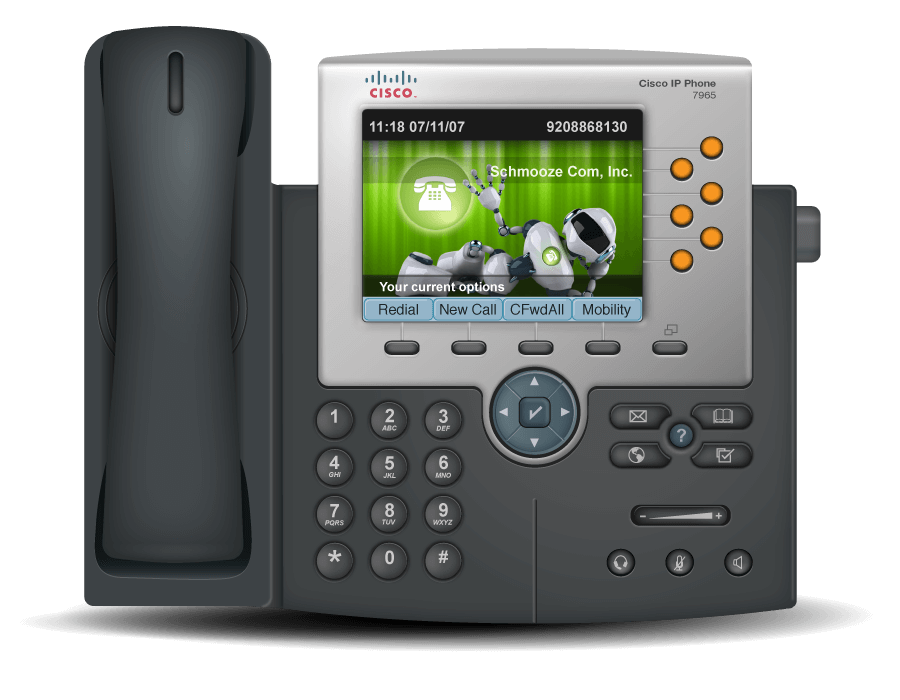 CISCO
Cisco IP Phone
7965
11:18 07/11/07 9208868130
Schmooze Com, Inc.
Your current options
Redial New Call CFwdAll Mobility
1 2 ABC 3 DEF
4 GHI 5 JKL 6 MNO
7 PQRS 8 TUV 9 WXYZ
* 0 #
?
- +